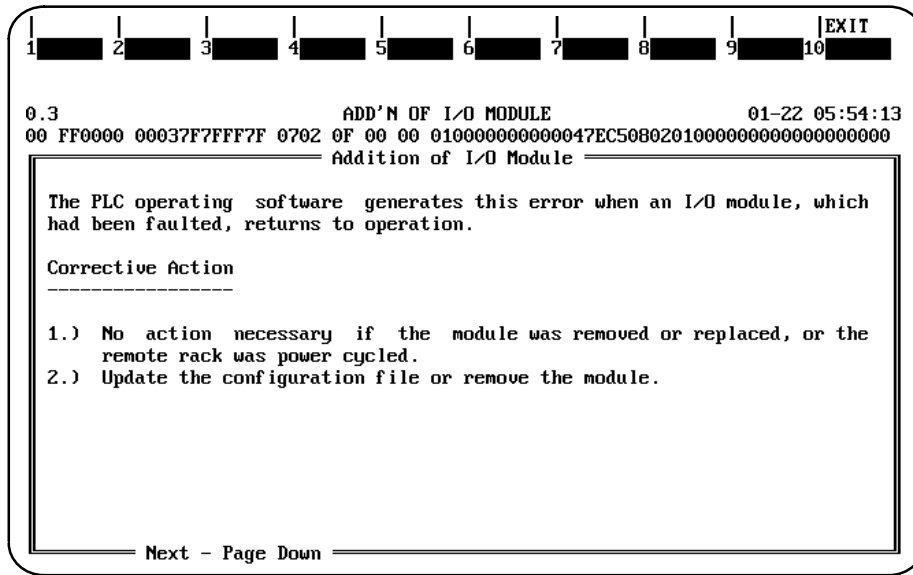 EXIT
1 2 3 4 5 6 7 8 9 10
0.3 ADD'N OF I/O MODULE 01-22 05:54:13
00 FF0000 00037F7FFF7F 0702 0F 00 00 010000000000047EC5080201000000000000000000
Addition of I/O Module
The PLC operating software generates this error when an I/O module, which
had been faulted, returns to operation.
Corrective Action
-----------------
1.) No action necessary if the module was removed or replaced, or the
remote rack was power cycled.
2.) Update the configuration file or remove the module.
Next - Page Down